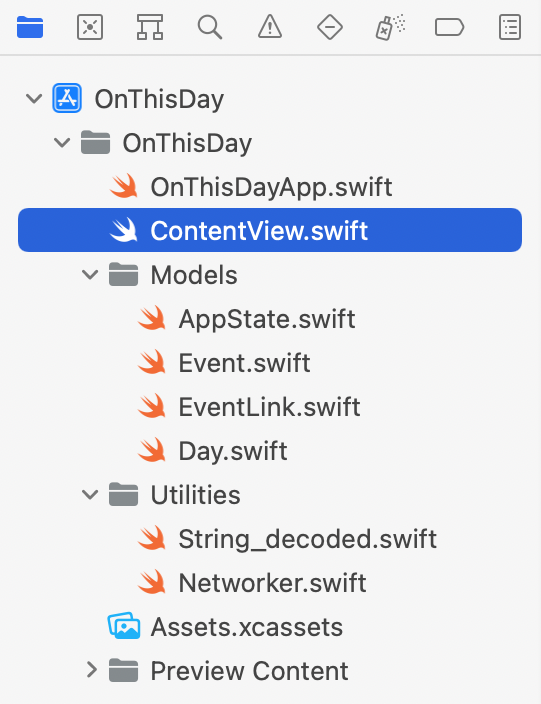 OnThisDay
OnThisDay
OnThisDayApp.swift
ContentView.swift
Models
AppState.swift
Event.swift
EventLink.swift
Day.swift
Utilities
String_decoded.swift
Networker.swift
Assets.xcassets
Preview Content